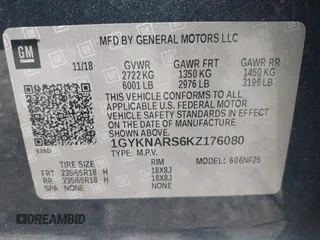 GM
MFD BY GENERAL MOTORS LLC
11/18 GVWR GAWR FRT GAWR RR
2722 KG 1350 KG 1450 KG
6001 LB 2976 LB 3196 LB
THIS VEHICLE CONFORMS TO ALL
APPLICABLE U.S. FEDERAL MOTOR
VEHICLE SAFETY STANDARDS IN
EFFECT ON THE DATE OF
MANUFACTURE SHOWN ABOVE.
1GYKNARS6KZ176080
626D TYPE: M.P.V. MODEL: 606NF26
TIRE SIZE RIM
FRT 235/65R18 H 18X8J
RR 235/65R18 H 18X8J
SPA NONE NONE
DREAMBID